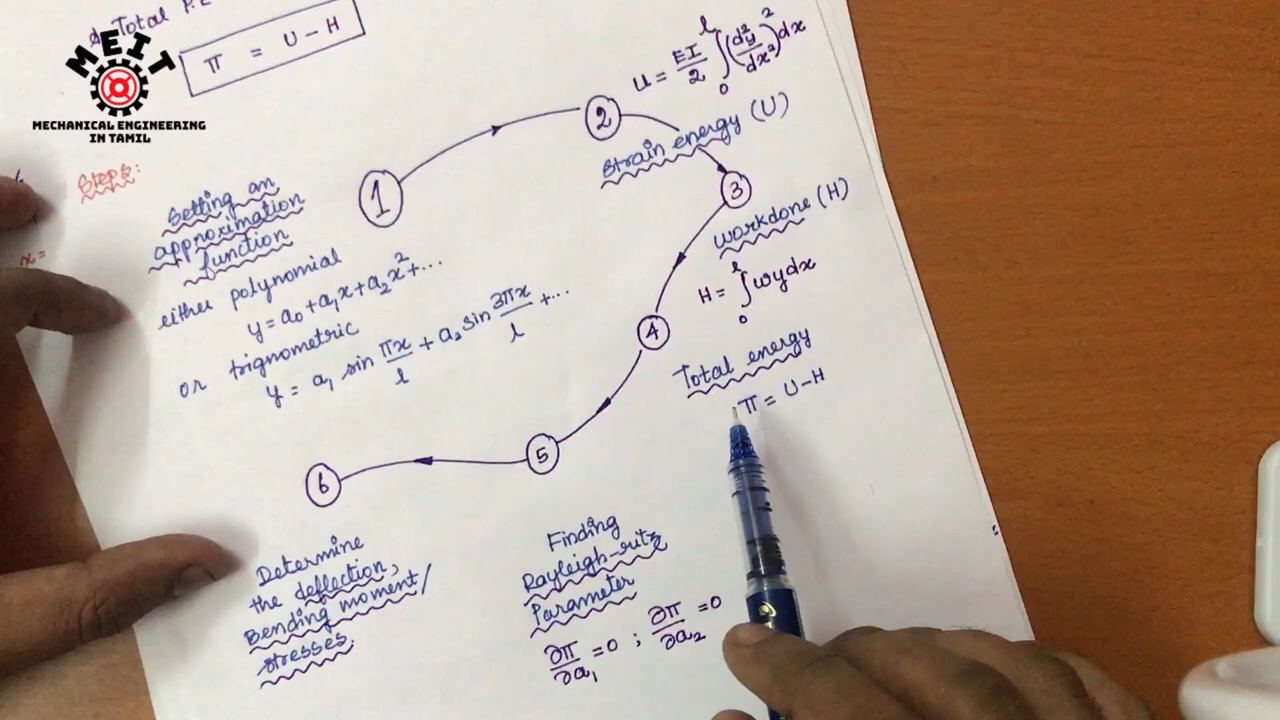 Total P.E
π = U - H
MEIT
MECHANICAL ENGINEERING
IN TAMIL
Steps:
x =
1
Setting an
approximation
function
either polynomial
y = a₀ + a₁x + a₂x² + ...
or trignometric
y = a₁ sin πx/l + a₂ sin 3πx/l + ...
2
U = EI/2 ∫₀ˡ (d²y/dx²)² dx
Strain energy (U)
3
workdone (H)
H = ∫₀ˡ wydx
4
Total energy
π = U - H
5
Finding
Rayleigh-ritz
Parameter
∂π/∂a₁ = 0 ; ∂π/∂a₂ = 0
6
Determine
the deflection,
Bending moment/
stresses.